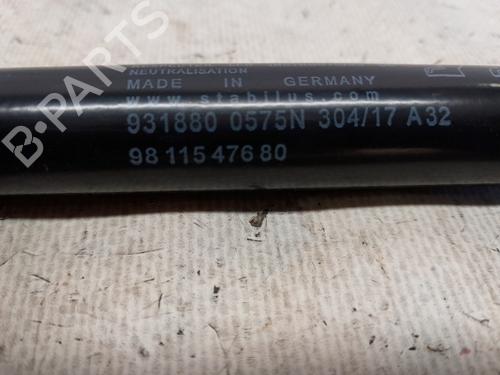 B-PARTS
NEUTRALISATION
MADE IN GERMANY
www.stabilus.com
931880 0575N 304/17 A32
98 115 476 80